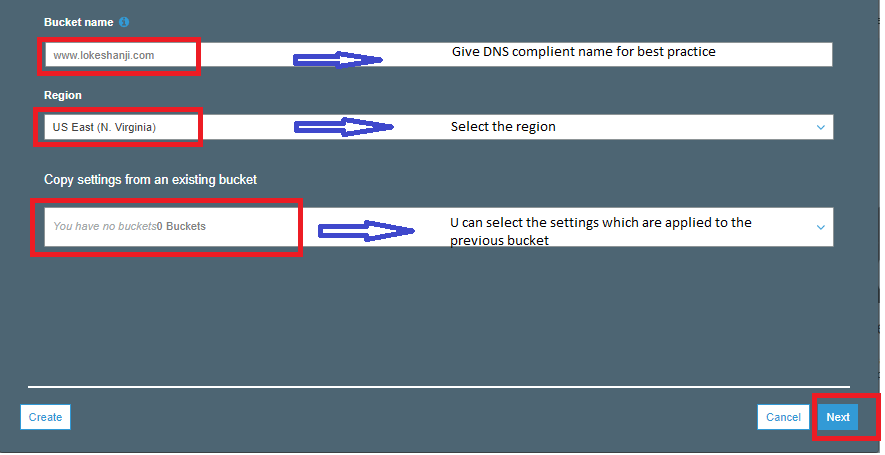 Bucket name
www.lokeshanji.com
Give DNS complient name for best practice
Region
US East (N. Virginia)
Select the region
Copy settings from an existing bucket
You have no buckets0 Buckets
U can select the settings which are applied to the
previous bucket
Create
Cancel
Next